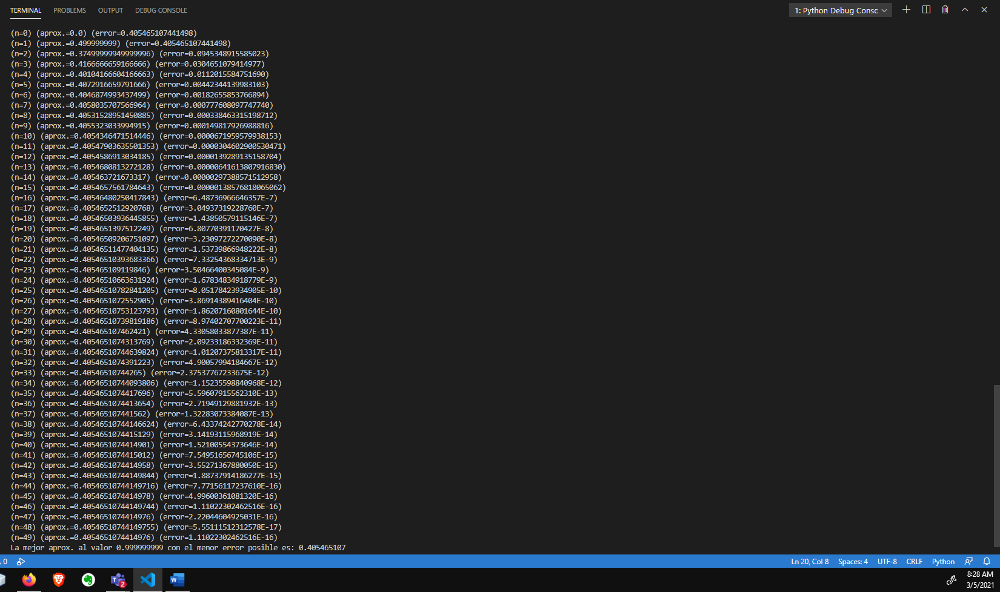 TERMINAL PROBLEMS OUTPUT DEBUG CONSOLE 1: Python Debug Consc
(n=0) (aprox.=0.0) (error=0.405465107441498)
(n=1) (aprox.=0.499999999) (error=0.405465107441498)
(n=2) (aprox.=0.37499999949999996) (error=0.0945348915585023)
(n=3) (aprox.=0.4166666659166666) (error=0.0304651079414977)
(n=4) (aprox.=0.40104166604166663) (error=0.0112015584751690)
(n=5) (aprox.=0.4072916659791666) (error=0.00442344139983103)
(n=6) (aprox.=0.4046874993437499) (error=0.00182655853766894)
(n=7) (aprox.=0.4058035707566964) (error=0.000777608097747740)
(n=8) (aprox.=0.40531528951450885) (error=0.000338463315198712)
(n=9) (aprox.=0.4055323033994915) (error=0.000149817926988816)
(n=10) (aprox.=0.4054346471514446) (error=0.0000671959579938153)
(n=11) (aprox.=0.40547903635501353) (error=0.0000304602900530471)
(n=12) (aprox.=0.4054586913034185) (error=0.0000139289135158704)
(n=13) (aprox.=0.4054680813272128) (error=0.00000641613807916830)
(n=14) (aprox.=0.405463721673317) (error=0.00000297388571512958)
(n=15) (aprox.=0.4054657561784643) (error=0.00000138576818065062)
(n=16) (aprox.=0.40546480250417843) (error=6.48736966646357E-7)
(n=17) (aprox.=0.4054652512920768) (error=3.04937319228760E-7)
(n=18) (aprox.=0.40546503936445855) (error=1.43850579115146E-7)
(n=19) (aprox.=0.4054651397512249) (error=6.80770391170427E-8)
(n=20) (aprox.=0.40546509206751097) (error=3.23097272270090E-8)
(n=21) (aprox.=0.40546511477404135) (error=1.53739866948222E-8)
(n=22) (aprox.=0.40546510393683366) (error=7.33254368334713E-9)
(n=23) (aprox.=0.405465109119846) (error=3.50466400345084E-9)
(n=24) (aprox.=0.40546510663631924) (error=1.67834834918779E-9)
(n=25) (aprox.=0.40546510782841205) (error=8.05178423934905E-10)
(n=26) (aprox.=0.4054651072552905) (error=3.86914389416404E-10)
(n=27) (aprox.=0.40546510753123793) (error=1.86207160801644E-10)
(n=28) (aprox.=0.40546510739819186) (error=8.97402707700223E-11)
(n=29) (aprox.=0.405465107462421) (error=4.33058033877387E-11)
(n=30) (aprox.=0.4054651074313769) (error=2.09233186332369E-11)
(n=31) (aprox.=0.40546510744639824) (error=1.01207375813317E-11)
(n=32) (aprox.=0.4054651074391223) (error=4.90057994184667E-12)
(n=33) (aprox.=0.40546510744265) (error=2.37537767233675E-12)
(n=34) (aprox.=0.40546510744093806) (error=1.15235598840968E-12)
(n=35) (aprox.=0.4054651074417696) (error=5.59607915562310E-13)
(n=36) (aprox.=0.4054651074413654) (error=2.71949129881932E-13)
(n=37) (aprox.=0.405465107441562) (error=1.32283073384087E-13)
(n=38) (aprox.=0.40546510744146624) (error=6.43374242770278E-14)
(n=39) (aprox.=0.4054651074415129) (error=3.14193115968919E-14)
(n=40) (aprox.=0.4054651074414901) (error=1.52100554373646E-14)
(n=41) (aprox.=0.4054651074415012) (error=7.54951656745106E-15)
(n=42) (aprox.=0.4054651074414958) (error=3.55271367880050E-15)
(n=43) (aprox.=0.40546510744149844) (error=1.88737914186277E-15)
(n=44) (aprox.=0.40546510744149716) (error=7.77156117237610E-16)
(n=45) (aprox.=0.4054651074414978) (error=4.99600361081320E-16)
(n=46) (aprox.=0.40546510744149744) (error=1.11022302462516E-16)
(n=47) (aprox.=0.4054651074414976) (error=2.22044604925031E-16)
(n=48) (aprox.=0.40546510744149755) (error=5.55111512312578E-17)
(n=49) (aprox.=0.4054651074414976) (error=1.11022302462516E-16)
La mejor aprox. al valor 0.999999999 con el menor error posible es: 0.405465107
0 Ln 20, Col 8 Spaces: 4 UTF-8 CRLF Python
2 8:28 AM
3/5/2021